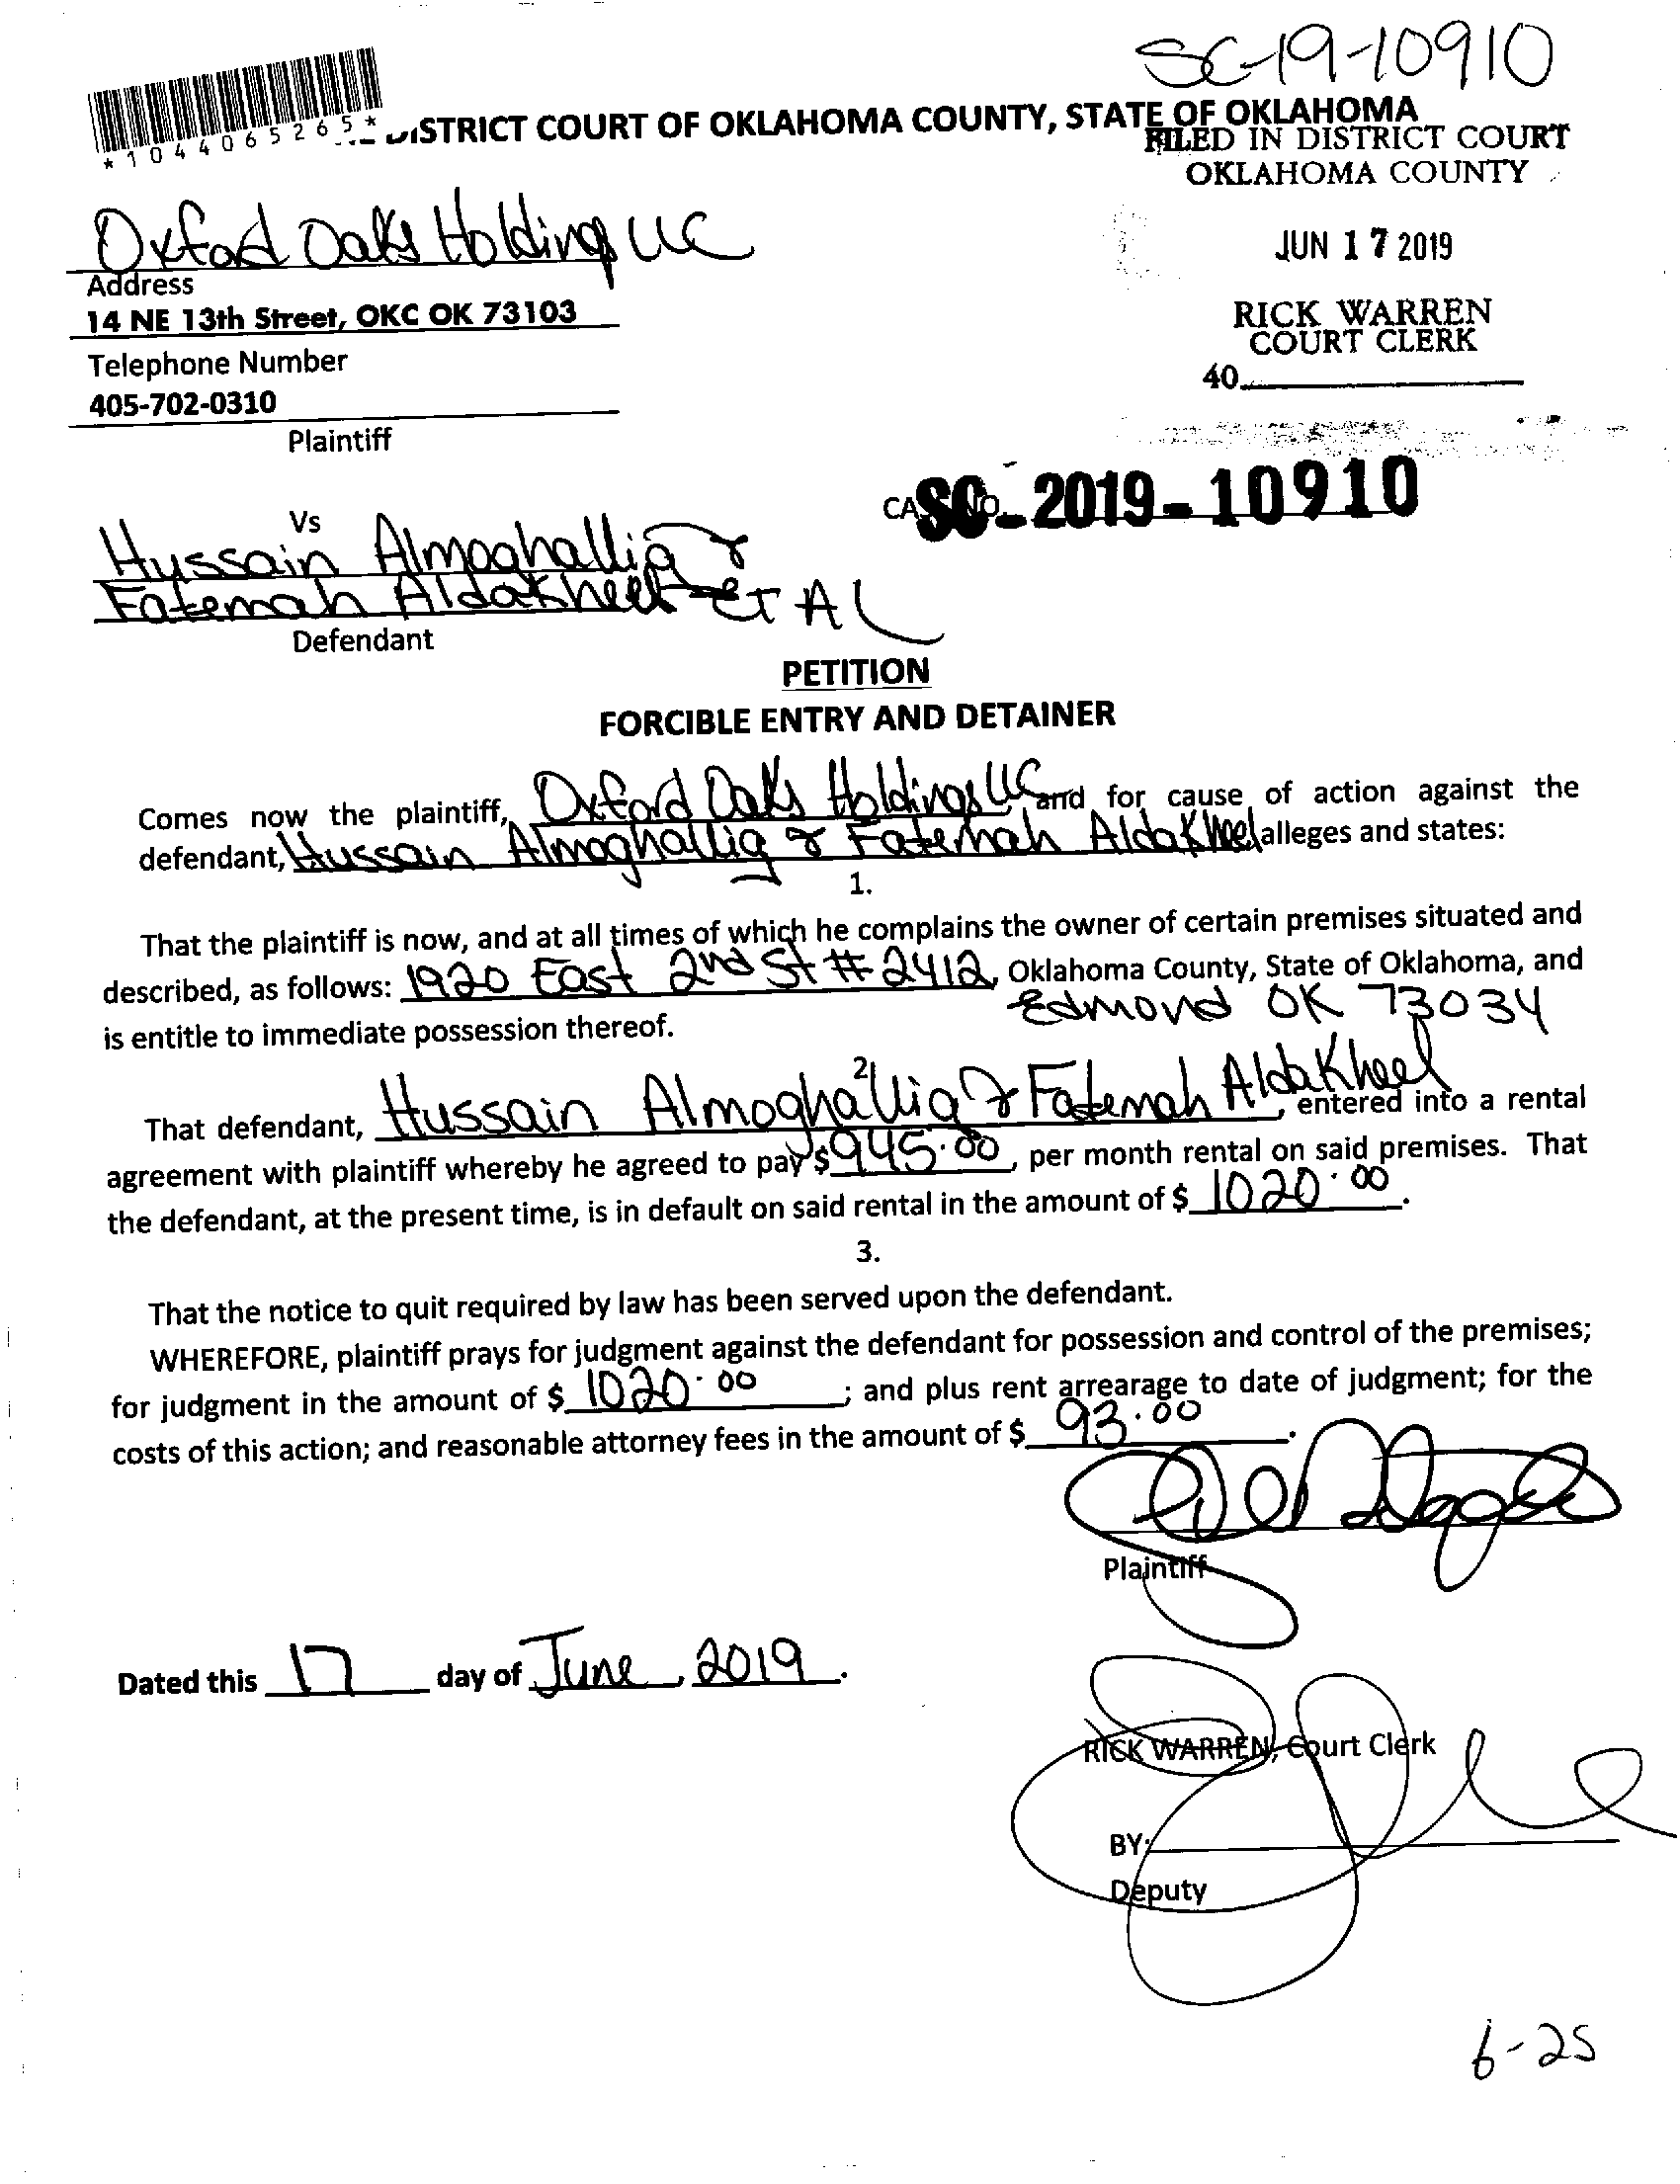 SC-19-10910
*1044065265*
DISTRICT COURT OF OKLAHOMA COUNTY, STATE OF OKLAHOMA
FILED IN DISTRICT COURT
OKLAHOMA COUNTY
Oxford Oaks Holdings LLC
JUN 17 2019
Address
14 NE 13th Street, OKC OK 73103
RICK WARREN
COURT CLERK
Telephone Number
40
405-702-0310
Plaintiff
SC-2019-10910
Vs
Hussain Almoghallig &
Fatemah Aldakheel ET AL
Defendant
PETITION
FORCIBLE ENTRY AND DETAINER
Comes now the plaintiff, Oxford Oaks Holdings LLC and for cause of action against the
defendant, Hussain Almoghallig & Fatemah Aldakheel alleges and states:
1.
That the plaintiff is now, and at all times of which he complains the owner of certain premises situated and
described, as follows: 1920 East 2nd St # 2412, Oklahoma County, State of Oklahoma, and
Edmond OK 73034
is entitle to immediate possession thereof.
2.
That defendant, Hussain Almoghallig & Fatemah Aldakheel, entered into a rental
agreement with plaintiff whereby he agreed to pay $ 945.00, per month rental on said premises. That
the defendant, at the present time, is in default on said rental in the amount of $ 1020.00.
3.
That the notice to quit required by law has been served upon the defendant.
WHEREFORE, plaintiff prays for judgment against the defendant for possession and control of the premises;
for judgment in the amount of $ 1020.00; and plus rent arrearage to date of judgment; for the
costs of this action; and reasonable attorney fees in the amount of $ 93.00.
Plaintiff
Dated this 17 day of June, 2019.
RICK WARREN, Court Clerk
BY:
Deputy
6-25